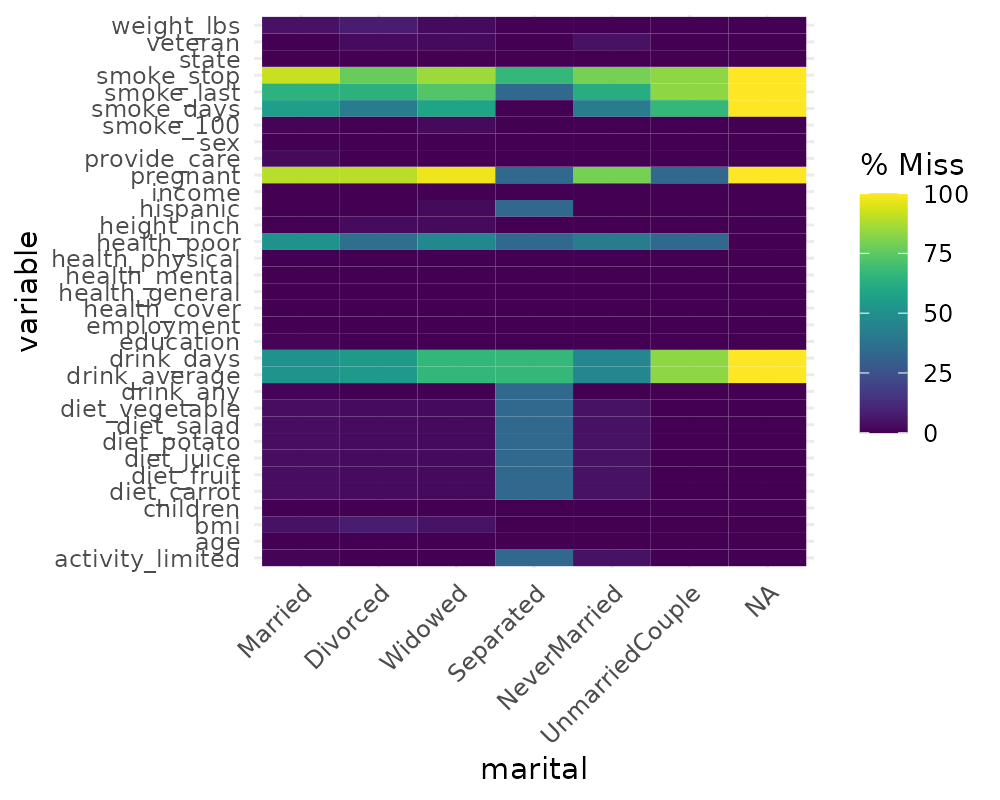 weight_lbs
veteran
state
smoke_stop
smoke_last
smoke_days
smoke_100
sex
provide_care
pregnant
income
hispanic
height_inch
health_poor
health_physical
health_mental
health_general
health_cover
employment
education
drink_days
drink_average
drink_any
diet_vegetable
diet_salad
diet_potato
diet_juice
diet_fruit
diet_carrot
children
bmi
age
activity_limited
variable
Married
Divorced
Widowed
Separated
NeverMarried
UnmarriedCouple
NA
marital
% Miss
100
75
50
25
0